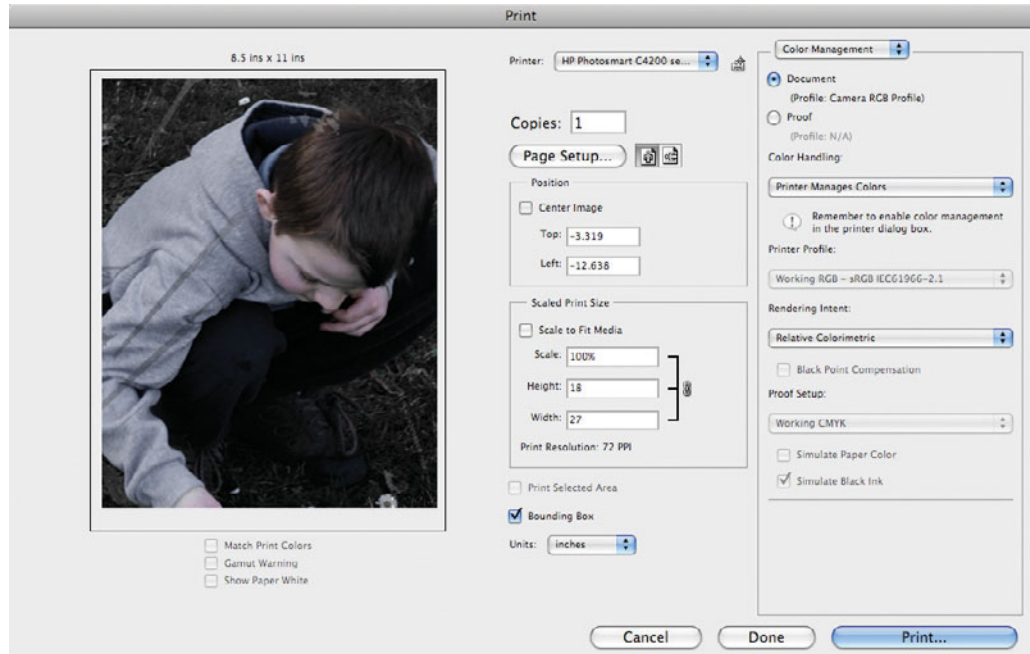 Print
8.5 ins x 11 ins
Match Print Colors
Gamut Warning
Show Paper White
Printer: HP Photosmart C4200 se...
Copies: 1
Page Setup...
Position
Center Image
Top: -3.319
Left: -12.638
Scaled Print Size
Scale to Fit Media
Scale: 100%
Height: 18
Width: 27
Print Resolution: 72 PPI
Print Selected Area
Bounding Box
Units: inches
Color Management
Document
(Profile: Camera RGB Profile)
Proof
(Profile: N/A)
Color Handling:
Printer Manages Colors
Remember to enable color management
in the printer dialog box.
Printer Profile:
Working RGB - sRGB IEC61966-2.1
Rendering Intent:
Relative Colorimetric
Black Point Compensation
Proof Setup:
Working CMYK
Simulate Paper Color
Simulate Black Ink
Cancel
Done
Print...